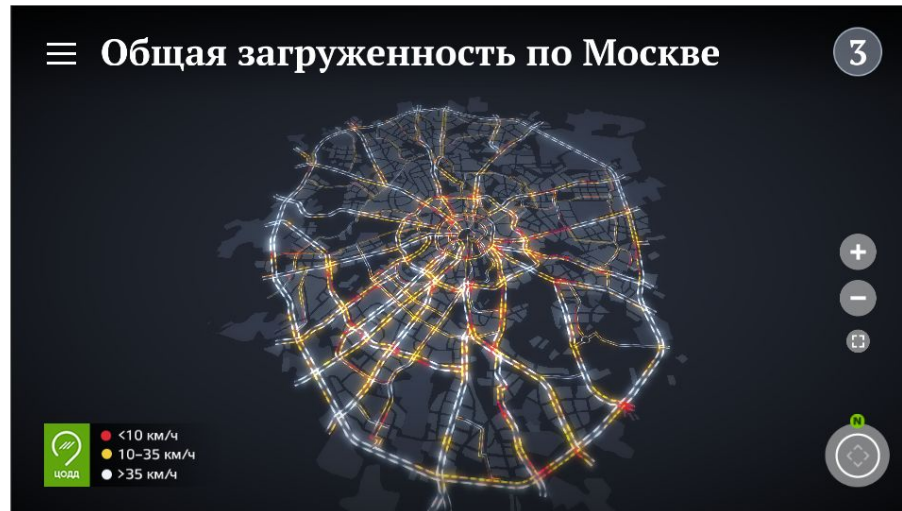 Общая загруженность по Москве
3
N
<10 км/ч
10–35 км/ч
>35 км/ч
цодд